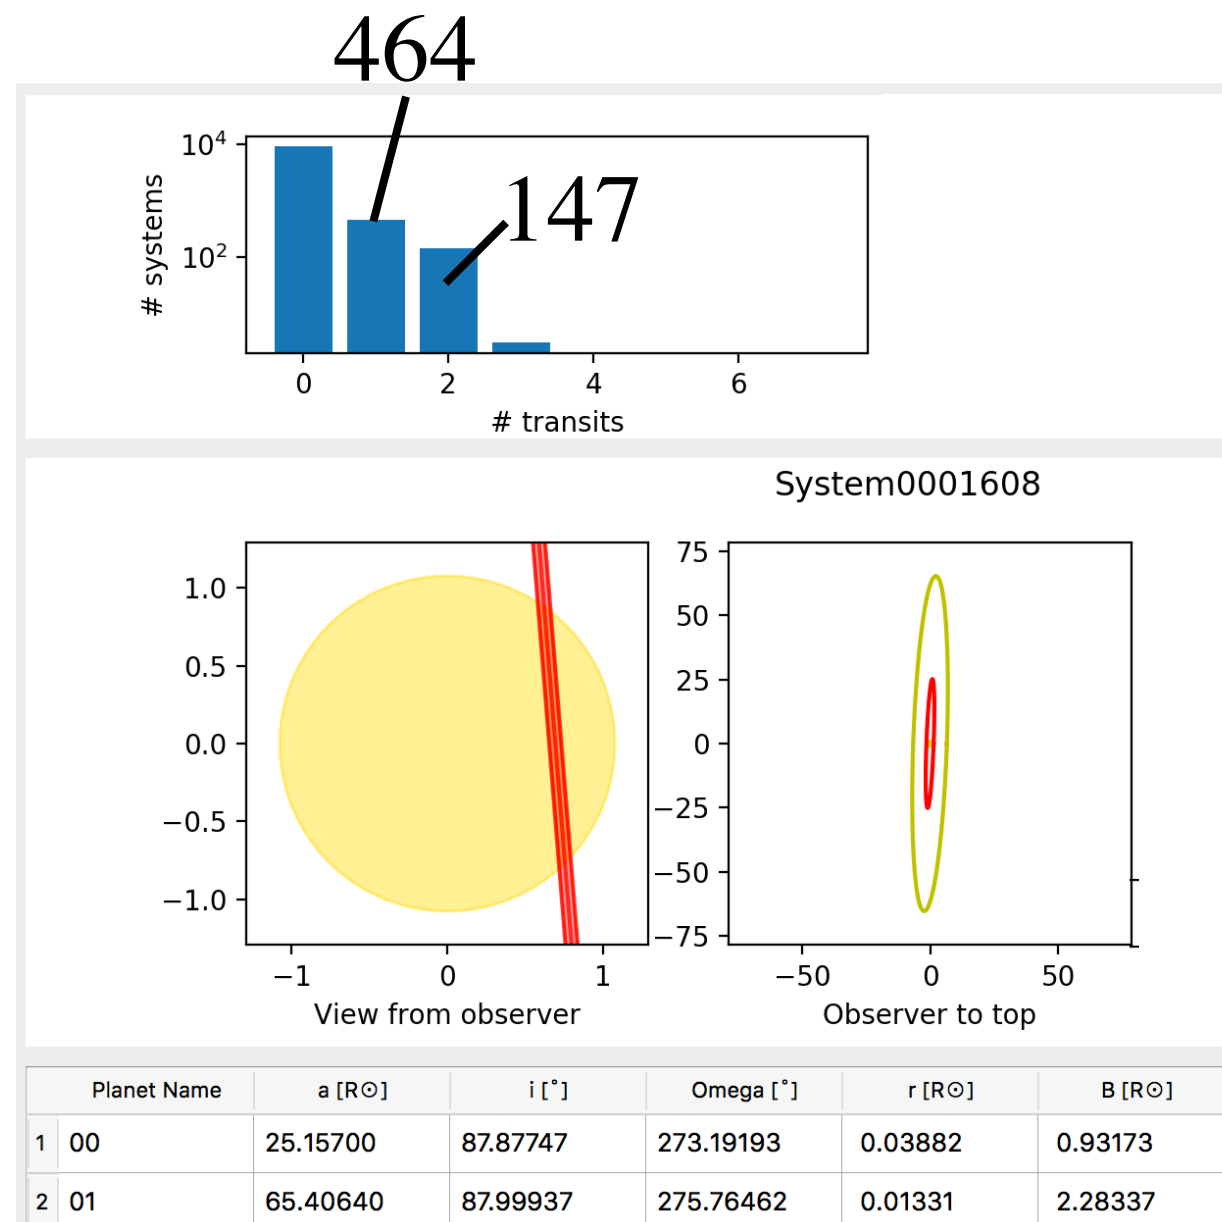 464
147
10⁴
10²
# systems
0 2 4 6
# transits
System0001608
1.0
0.5
0.0
−0.5
−1.0
−1 0 1
View from observer
75
50
25
0
−25
−50
−75
−50 0 50
Observer to top
Planet Name a [R☉] i [°] Omega [°] r [R☉] B [R☉]
1 00 25.15700 87.87747 273.19193 0.03882 0.93173
2 01 65.40640 87.99937 275.76462 0.01331 2.28337